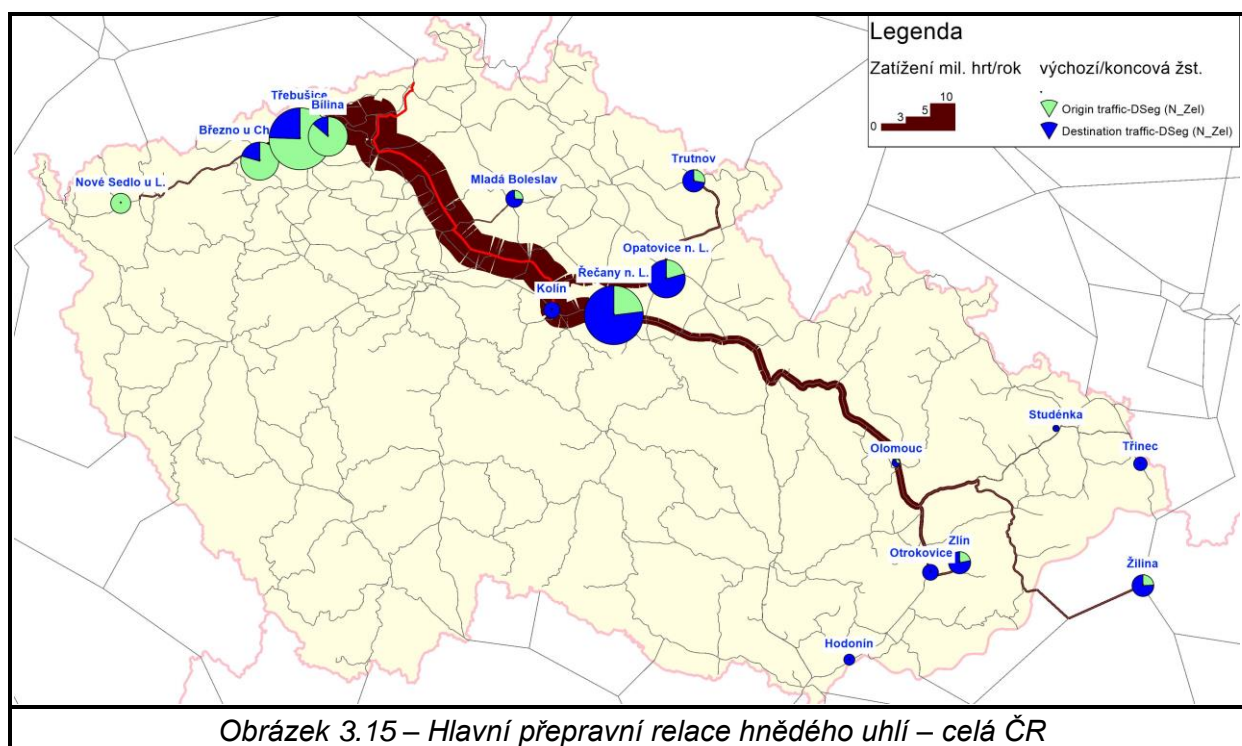 Legenda
Zatížení mil. hrt/rok
výchozí/koncová žst.
10
3
5
0
Origin traffic-DSeg (N_Zel)
Destination traffic-DSeg (N_Zel)
Třebušice
Bílina
Březno u Ch
Nové Sedlo u L.
Mladá Boleslav
Trutnov
Opatovice n. L.
Řečany n. L.
Kolín
Studénka
Olomouc
Třinec
Otrokovice
Zlín
Žilina
Hodonín
Obrázek 3.15 – Hlavní přepravní relace hnědého uhlí – celá ČR